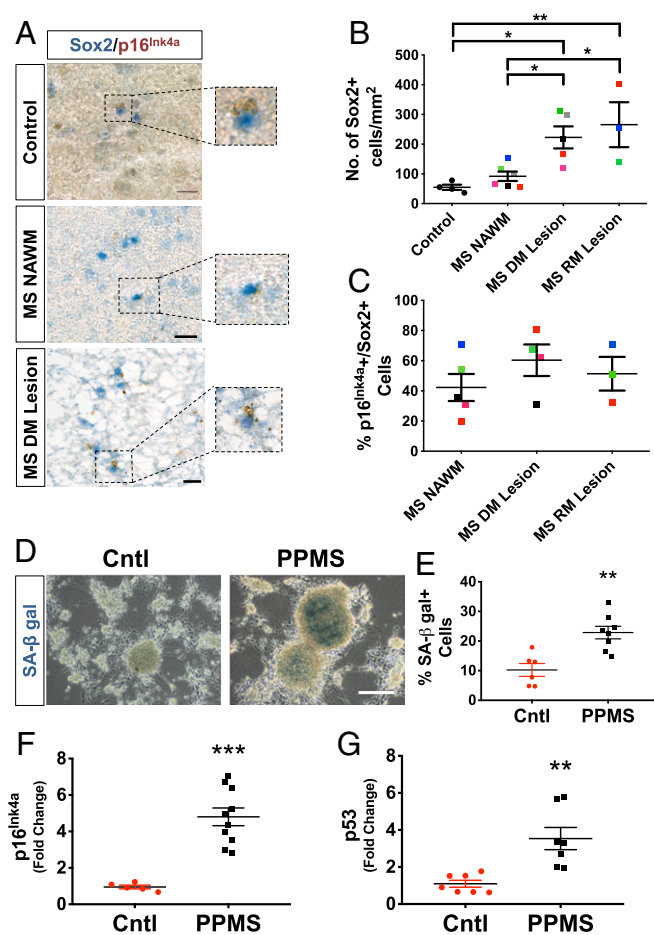 A
Sox2/p16Ink4a
Control
MS NAWM
MS DM Lesion
B
**
*
*
*
No. of Sox2+
cells/mm2
500
400
300
200
100
0
Control
MS NAWM
MS DM Lesion
MS RM Lesion
C
% p16Ink4a+/Sox2+
Cells
100
80
60
40
20
0
MS NAWM
MS DM Lesion
MS RM Lesion
D
Cntl
PPMS
SA-β gal
E
% SA-β gal+
Cells
40
30
20
10
0
**
Cntl
PPMS
F
p16Ink4a
(Fold Change)
8
6
4
2
0
***
Cntl
PPMS
G
p53
(Fold Change)
8
6
4
2
0
**
Cntl
PPMS